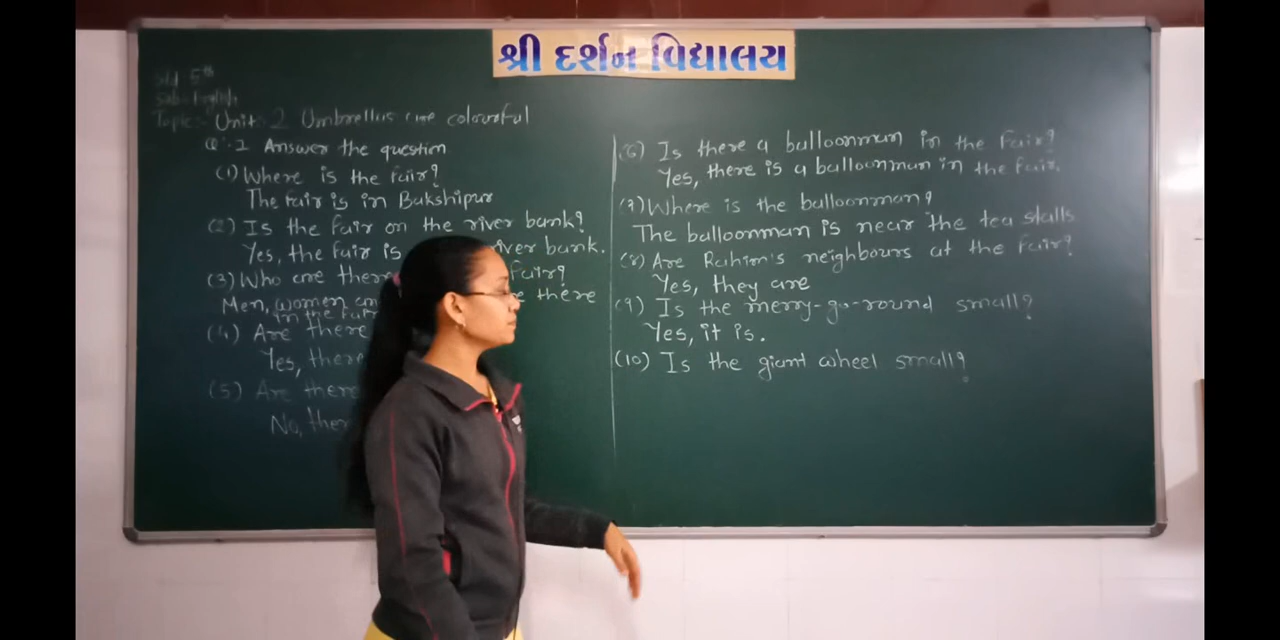 શ્રી દર્શન વિદ્યાલય
Std 5th
Sub:- English
Topic:- Unit:-2 Umbrellas are colourful
Q:-1 Answer the question
(1) Where is the fair?
The fair is in Bakshipur
(2) Is the fair on the river bank?
Yes, the fair is river bank.
(3) Who are there fair?
Men, women there
in the fair
(4) Are there
Yes, there
(5) Are there
No, ther
(6) Is there a balloonman in the fair?
Yes, there is a balloonman in the fair.
(7) Where is the balloonman?
The balloonman is near the tea stalls
(8) Are Rahim's neighbours at the fair?
Yes, they are
(9) Is the merry-go-round small?
Yes, it is.
(10) Is the giant wheel small?